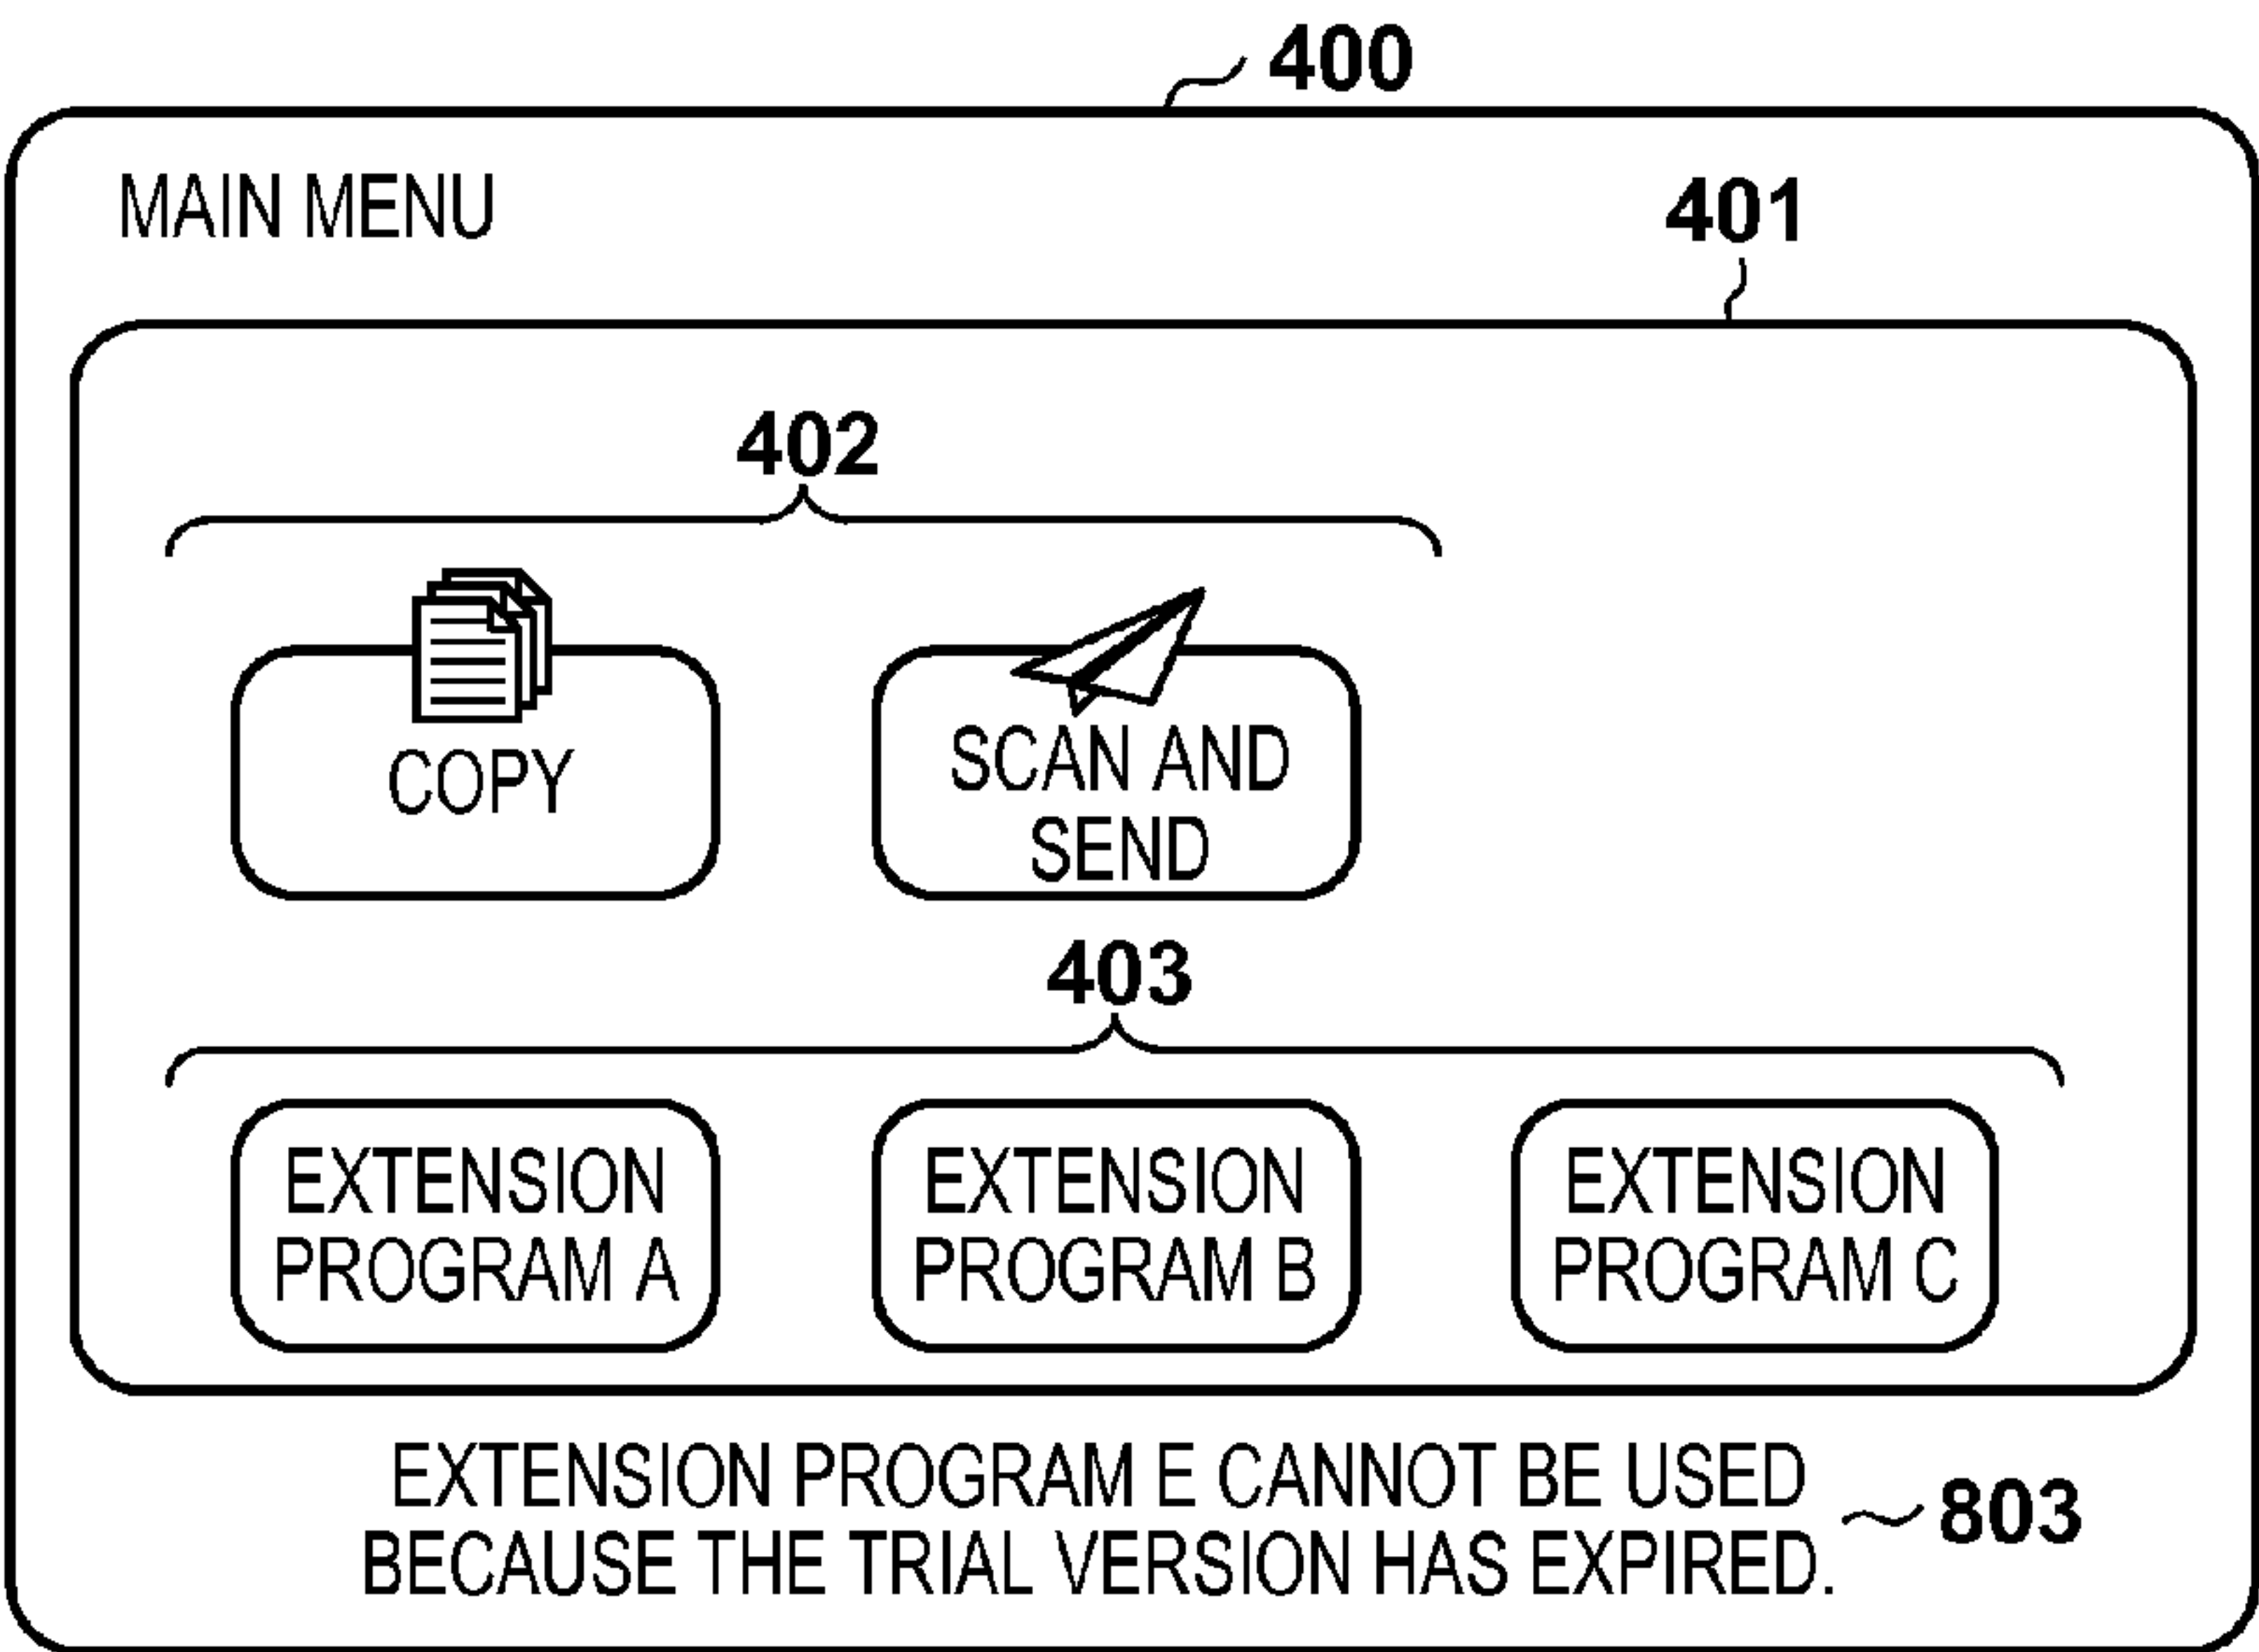 400
MAIN MENU
401
402
COPY
SCAN AND
SEND
403
EXTENSION
PROGRAM A
EXTENSION
PROGRAM B
EXTENSION
PROGRAM C
EXTENSION PROGRAM E CANNOT BE USED
BECAUSE THE TRIAL VERSION HAS EXPIRED.
803